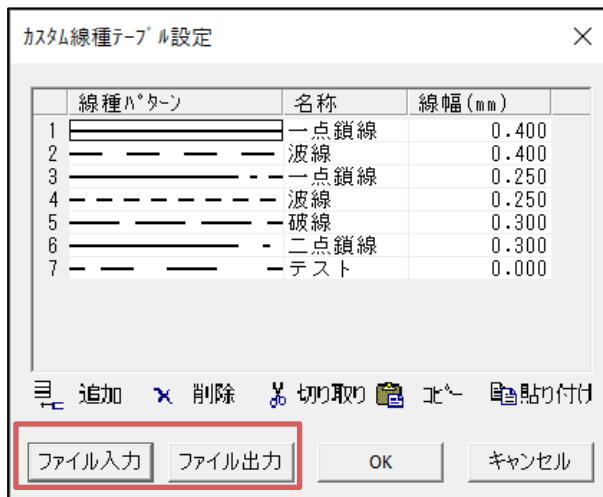 ｶｽﾀﾑ線種ﾃｰﾌﾞﾙ設定
線種ﾊﾟﾀｰﾝ 名称 線幅(mm)
1 一点鎖線 0.400
2 波線 0.400
3 一点鎖線 0.250
4 波線 0.250
5 破線 0.300
6 二点鎖線 0.300
7 テスト 0.000
追加 削除 切り取り ｺﾋﾟｰ 貼り付け
ファイル入力 ファイル出力 OK キャンセル